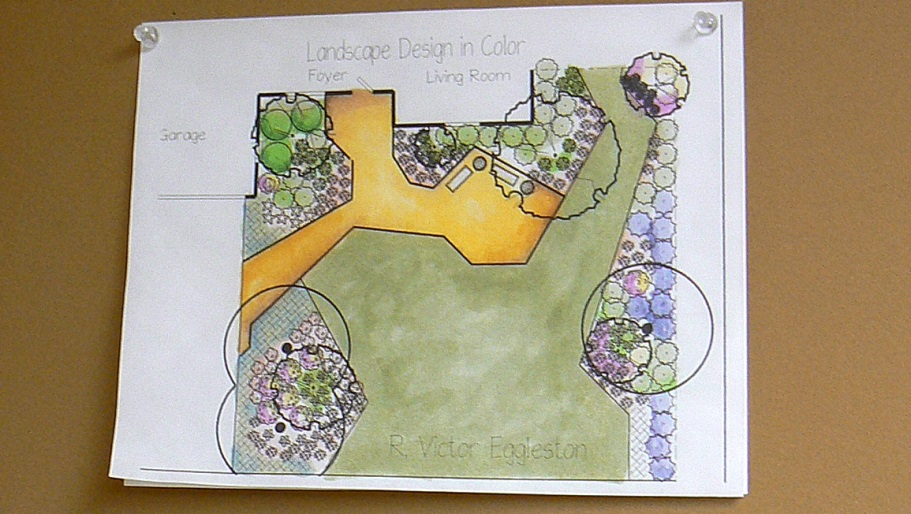 Landscape Design in Color
Foyer
Living Room
Garage
R. Victor Eggleston